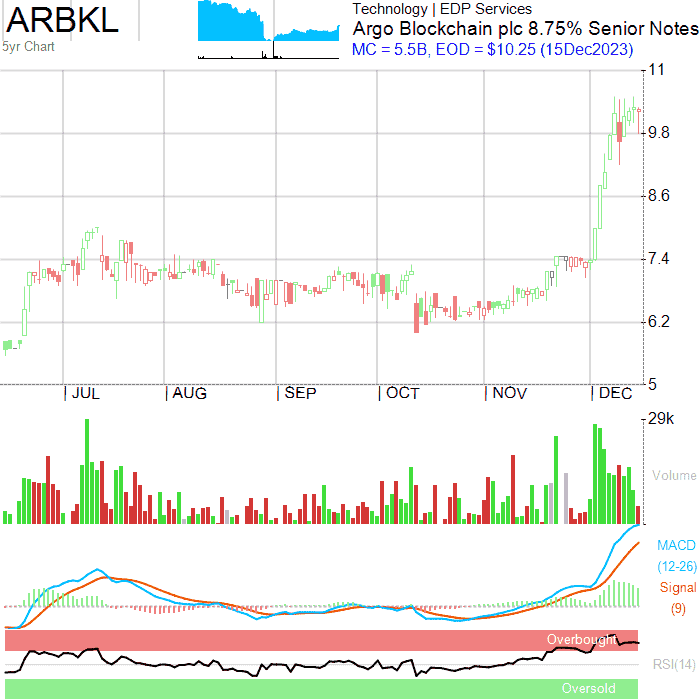 ARBKL
5yr Chart
Technology | EDP Services
Argo Blockchain plc 8.75% Senior Notes
MC = 5.5B, EOD = $10.25 (15Dec2023)
11
9.8
8.6
7.4
6.2
5
JUL AUG SEP OCT NOV DEC
29k
Volume
MACD
(12-26)
Signal
(9)
Overbought
RSI(14)
Oversold